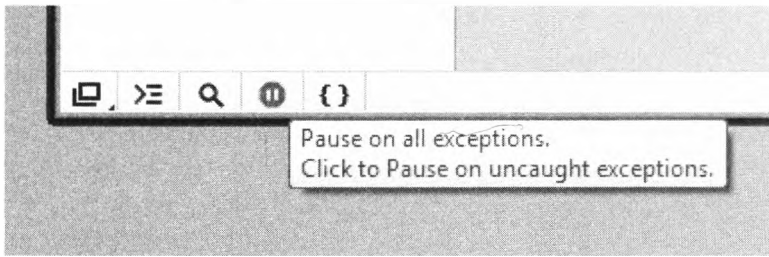 {}
Pause on all exceptions.
Click to Pause on uncaught exceptions.